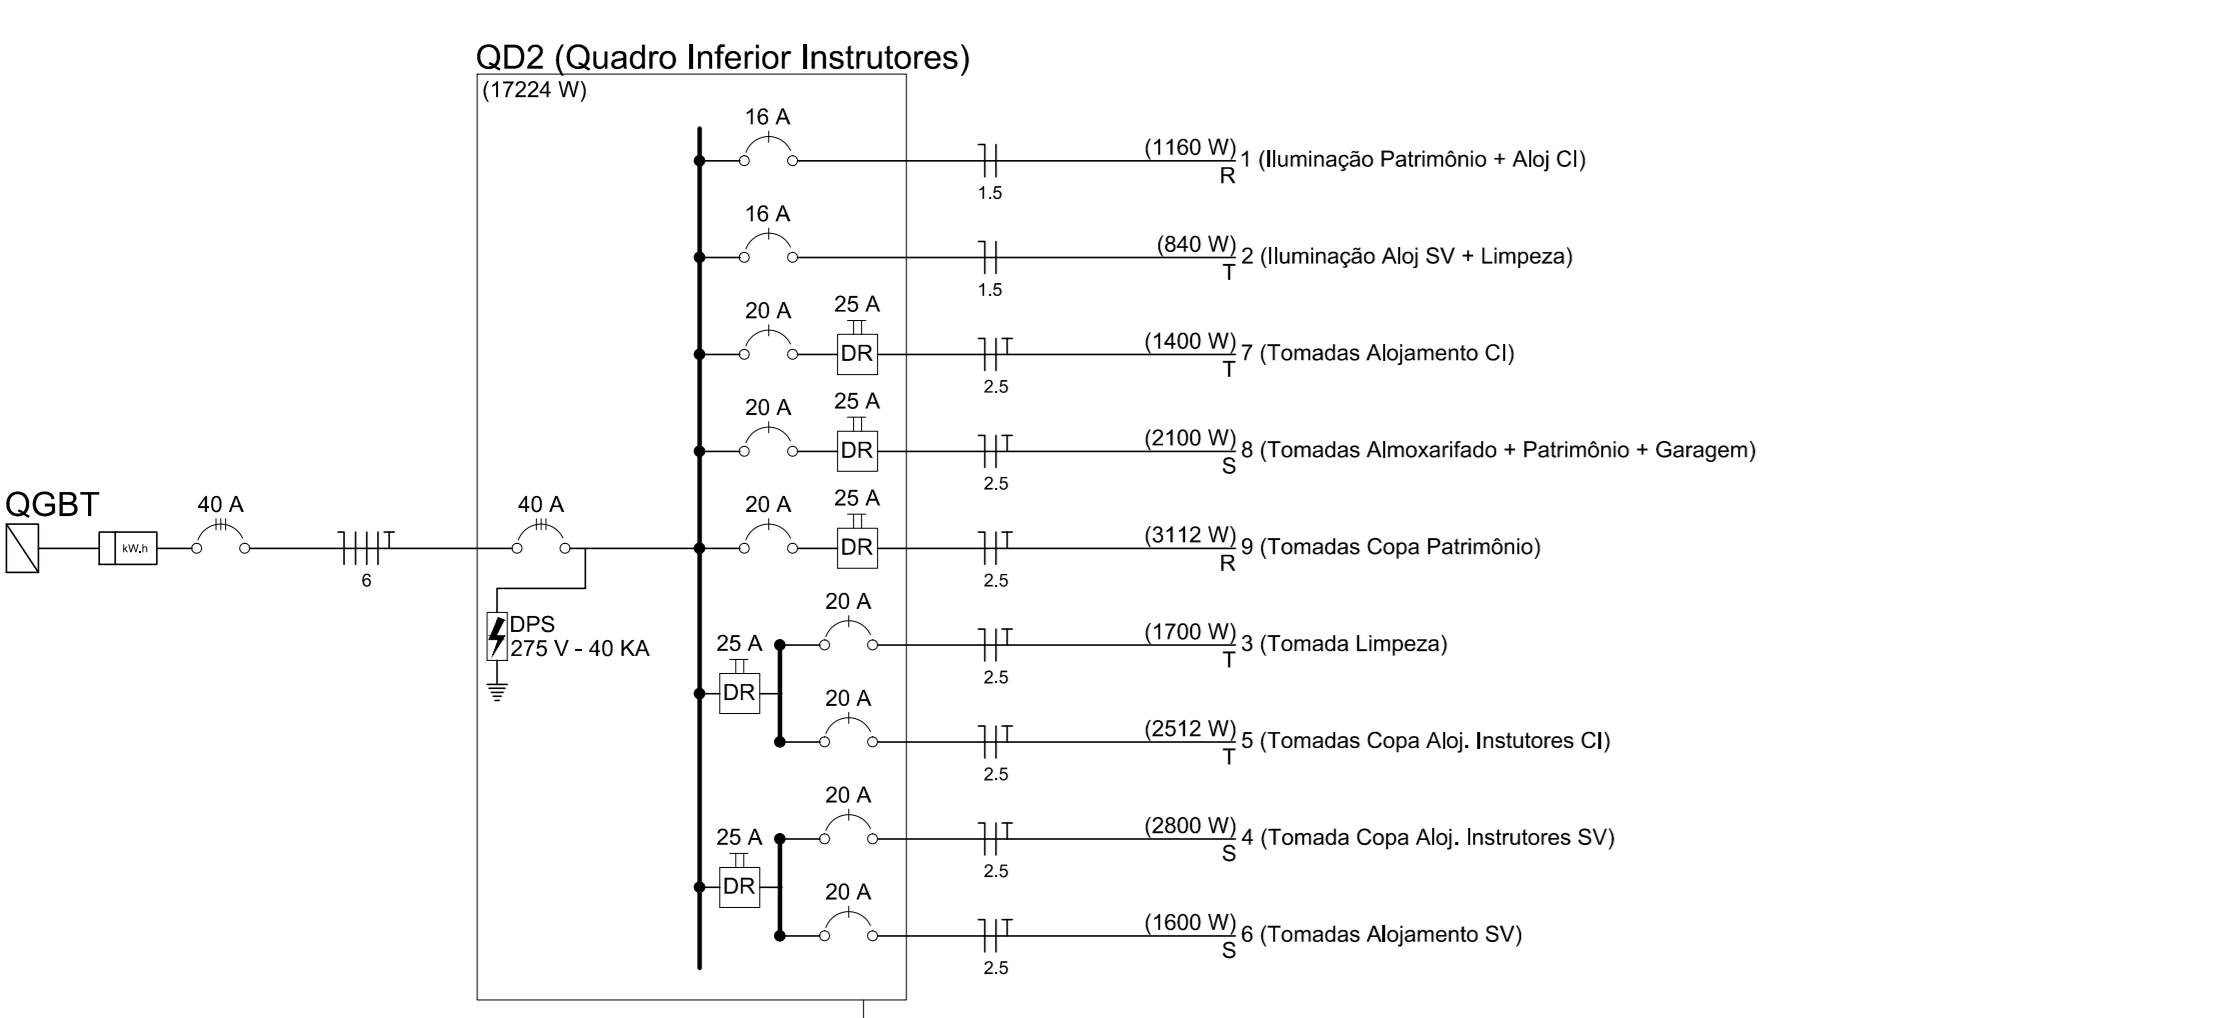 QD2 (Quadro Inferior Instrutores)
(17224 W)
16 A
(1160 W)
1 (Iluminação Patrimônio + Aloj CI)
R
1.5
16 A
(840 W)
2 (Iluminação Aloj SV + Limpeza)
T
1.5
20 A
25 A
DR
(1400 W)
7 (Tomadas Alojamento CI)
T
2.5
20 A
25 A
DR
(2100 W)
8 (Tomadas Almoxarifado + Patrimônio + Garagem)
S
2.5
QGBT
kW.h
40 A
6
40 A
DPS
275 V - 40 KA
20 A
25 A
DR
(3112 W)
9 (Tomadas Copa Patrimônio)
R
2.5
25 A
DR
20 A
(1700 W)
3 (Tomada Limpeza)
T
2.5
20 A
(2512 W)
5 (Tomadas Copa Aloj. Instutores CI)
T
2.5
25 A
DR
20 A
(2800 W)
4 (Tomada Copa Aloj. Instrutores SV)
S
2.5
20 A
(1600 W)
6 (Tomadas Alojamento SV)
S
2.5